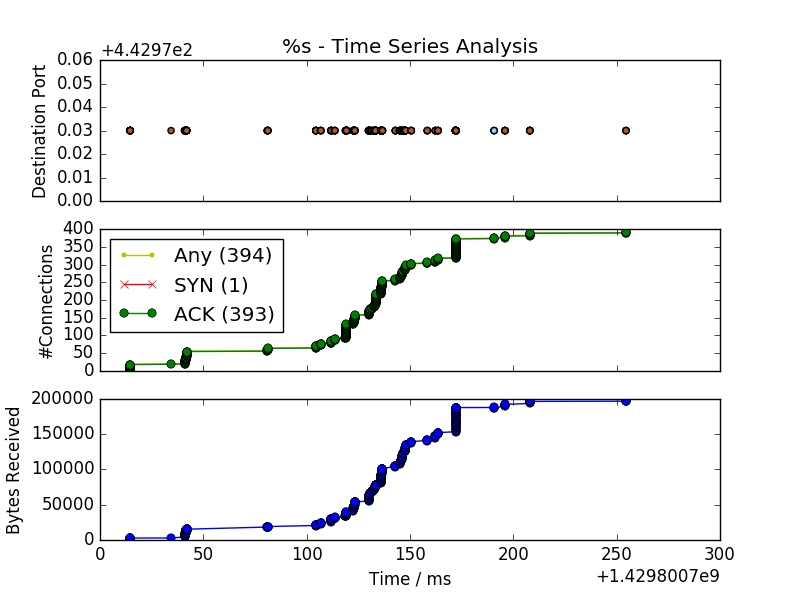 +4.4297e2
%s - Time Series Analysis
0.06
0.05
0.04
0.03
0.02
0.01
0.00
Destination Port
400
350
300
250
200
150
100
50
0
#Connections
Any (394)
SYN (1)
ACK (393)
200000
150000
100000
50000
0
Bytes Received
0 50 100 150 200 250 300
Time / ms
+1.4298007e9